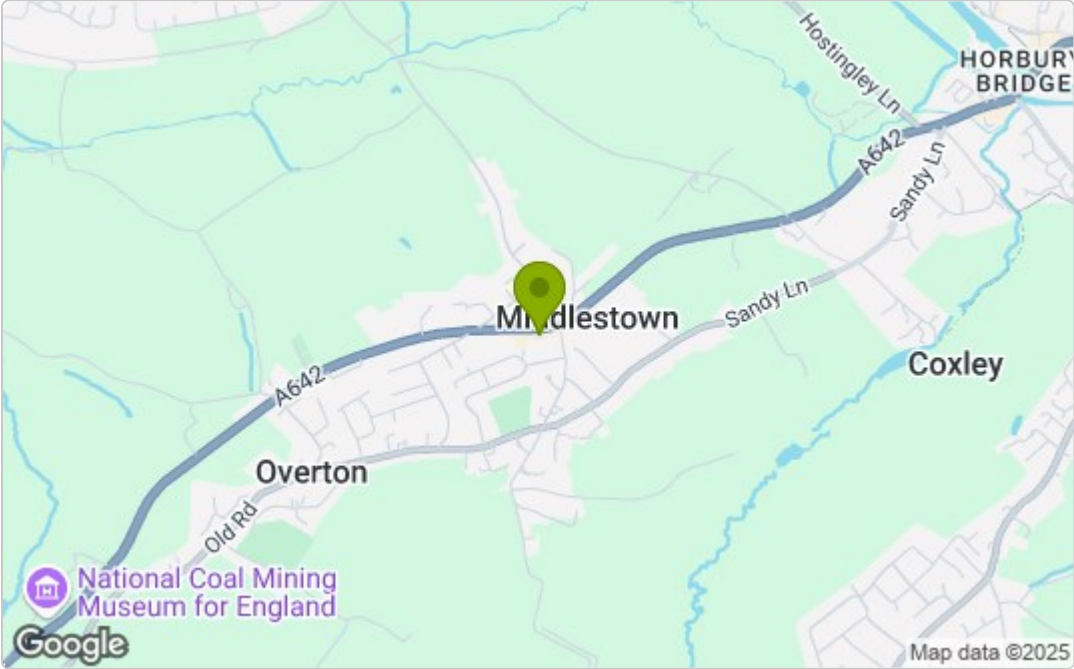 Hostingley Ln
HORBURY
BRIDGE
A642
Sandy Ln
Middlestown
Sandy Ln
Coxley
A642
Overton
Old Rd
National Coal Mining
Museum for England
Google
Map data ©2025